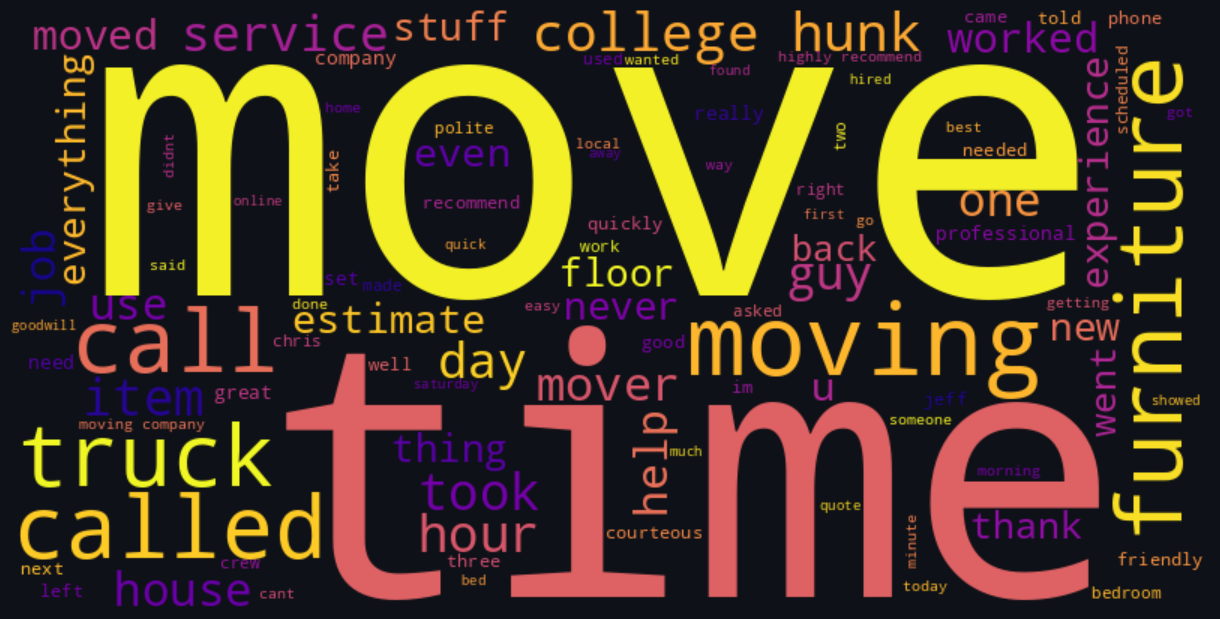 came
told
phone
moved
service
stuff
college
hunk
worked
company
used
wanted
found
highly recommend
hired
everything
move
home
polite
even
local
away
really
two
best
needed
experience
scheduled
furniture
got
didnt
take
give
online
recommend
quick
way
right
first
go
one
professional
quickly
work
floor
back
guy
job
said
set
made
use
done
easy
never
asked
getting
goodwill
call
estimate
chris
good
moving
new
need
well
day
saturday
mover
im
u
jeff
went
showed
item
great
moving company
someone
truck
time
thing
help
much
morning
took
quote
called
hour
courteous
minute
thank
next
crew
three
friendly
left
house
cant
bed
today
bedroom